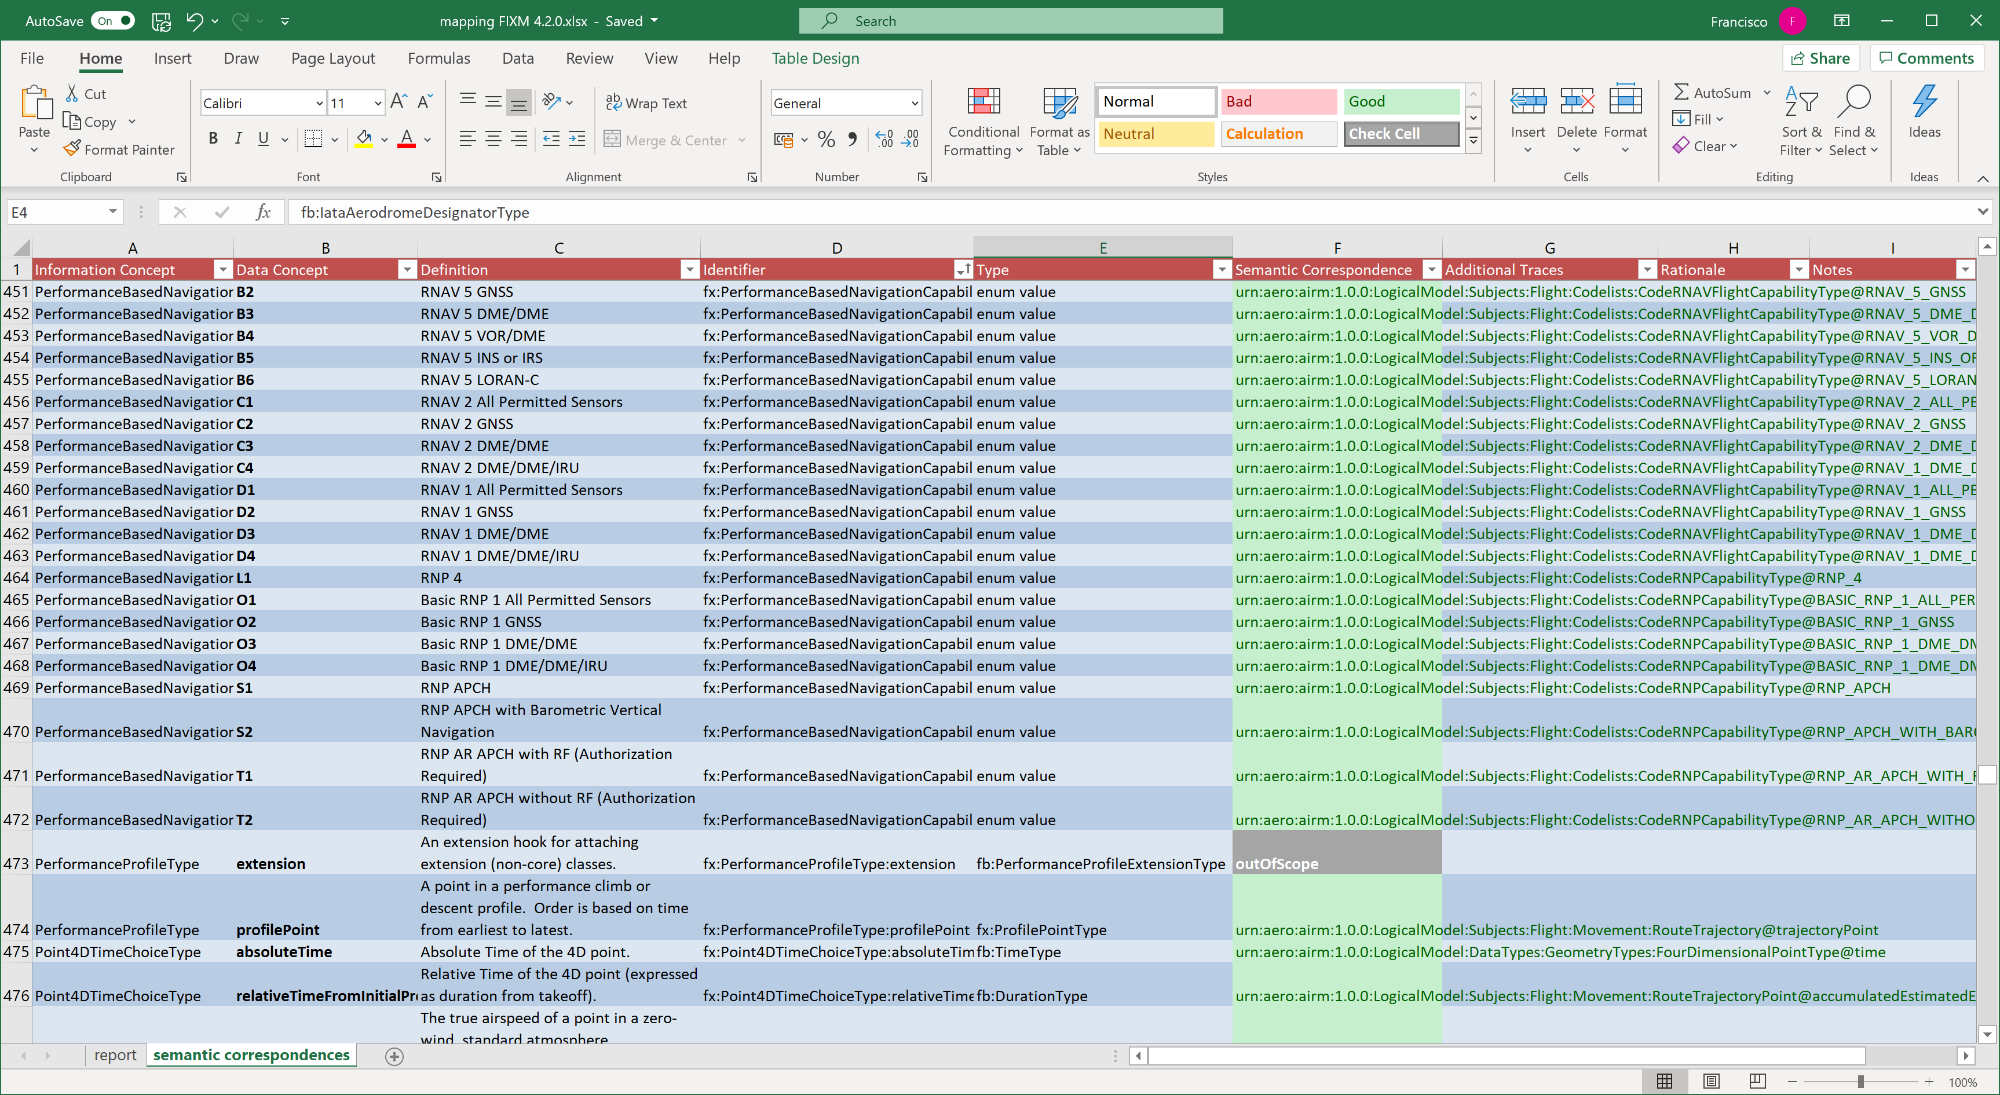 AutoSave On mapping FIXM 4.2.0.xlsx - Saved Search Francisco F
File Home Insert Draw Page Layout Formulas Data Review View Help Table Design Share Comments
Paste Cut Copy Format Painter Clipboard
Calibri 11 B I U A Font
ab Wrap Text Merge & Center Alignment
General % Number
Conditional Formatting Format as Table Normal Bad Good Neutral Calculation Check Cell Styles
Insert Delete Format Cells
AutoSum Fill Clear Sort & Filter Find & Select Editing
Ideas Ideas
E4 fx fb:IataAerodromeDesignatorType
A B C D E F G H I
1 Information Concept Data Concept Definition Identifier Type Semantic Correspondence Additional Traces Rationale Notes
451 PerformanceBasedNavigation B2 RNAV 5 GNSS fx:PerformanceBasedNavigationCapabil enum value urn:aero:airm:1.0.0:LogicalModel:Subjects:Flight:Codelists:CodeRNAVFlightCapabilityType@RNAV_5_GNSS
452 PerformanceBasedNavigation B3 RNAV 5 DME/DME fx:PerformanceBasedNavigationCapabil enum value urn:aero:airm:1.0.0:LogicalModel:Subjects:Flight:Codelists:CodeRNAVFlightCapabilityType@RNAV_5_DME_D
453 PerformanceBasedNavigation B4 RNAV 5 VOR/DME fx:PerformanceBasedNavigationCapabil enum value urn:aero:airm:1.0.0:LogicalModel:Subjects:Flight:Codelists:CodeRNAVFlightCapabilityType@RNAV_5_VOR_D
454 PerformanceBasedNavigation B5 RNAV 5 INS or IRS fx:PerformanceBasedNavigationCapabil enum value urn:aero:airm:1.0.0:LogicalModel:Subjects:Flight:Codelists:CodeRNAVFlightCapabilityType@RNAV_5_INS_OF
455 PerformanceBasedNavigation B6 RNAV 5 LORAN-C fx:PerformanceBasedNavigationCapabil enum value urn:aero:airm:1.0.0:LogicalModel:Subjects:Flight:Codelists:CodeRNAVFlightCapabilityType@RNAV_5_LORAN
456 PerformanceBasedNavigation C1 RNAV 2 All Permitted Sensors fx:PerformanceBasedNavigationCapabil enum value urn:aero:airm:1.0.0:LogicalModel:Subjects:Flight:Codelists:CodeRNAVFlightCapabilityType@RNAV_2_ALL_PE
457 PerformanceBasedNavigation C2 RNAV 2 GNSS fx:PerformanceBasedNavigationCapabil enum value urn:aero:airm:1.0.0:LogicalModel:Subjects:Flight:Codelists:CodeRNAVFlightCapabilityType@RNAV_2_GNSS
458 PerformanceBasedNavigation C3 RNAV 2 DME/DME fx:PerformanceBasedNavigationCapabil enum value urn:aero:airm:1.0.0:LogicalModel:Subjects:Flight:Codelists:CodeRNAVFlightCapabilityType@RNAV_2_DME_D
459 PerformanceBasedNavigation C4 RNAV 2 DME/DME/IRU fx:PerformanceBasedNavigationCapabil enum value urn:aero:airm:1.0.0:LogicalModel:Subjects:Flight:Codelists:CodeRNAVFlightCapabilityType@RNAV_1_DME_D
460 PerformanceBasedNavigation D1 RNAV 1 All Permitted Sensors fx:PerformanceBasedNavigationCapabil enum value urn:aero:airm:1.0.0:LogicalModel:Subjects:Flight:Codelists:CodeRNAVFlightCapabilityType@RNAV_1_ALL_PE
461 PerformanceBasedNavigation D2 RNAV 1 GNSS fx:PerformanceBasedNavigationCapabil enum value urn:aero:airm:1.0.0:LogicalModel:Subjects:Flight:Codelists:CodeRNAVFlightCapabilityType@RNAV_1_GNSS
462 PerformanceBasedNavigation D3 RNAV 1 DME/DME fx:PerformanceBasedNavigationCapabil enum value urn:aero:airm:1.0.0:LogicalModel:Subjects:Flight:Codelists:CodeRNAVFlightCapabilityType@RNAV_1_DME_D
463 PerformanceBasedNavigation D4 RNAV 1 DME/DME/IRU fx:PerformanceBasedNavigationCapabil enum value urn:aero:airm:1.0.0:LogicalModel:Subjects:Flight:Codelists:CodeRNAVFlightCapabilityType@RNAV_1_DME_D
464 PerformanceBasedNavigation L1 RNP 4 fx:PerformanceBasedNavigationCapabil enum value urn:aero:airm:1.0.0:LogicalModel:Subjects:Flight:Codelists:CodeRNPCapabilityType@RNP_4
465 PerformanceBasedNavigation O1 Basic RNP 1 All Permitted Sensors fx:PerformanceBasedNavigationCapabil enum value urn:aero:airm:1.0.0:LogicalModel:Subjects:Flight:Codelists:CodeRNPCapabilityType@BASIC_RNP_1_ALL_PER
466 PerformanceBasedNavigation O2 Basic RNP 1 GNSS fx:PerformanceBasedNavigationCapabil enum value urn:aero:airm:1.0.0:LogicalModel:Subjects:Flight:Codelists:CodeRNPCapabilityType@BASIC_RNP_1_GNSS
467 PerformanceBasedNavigation O3 Basic RNP 1 DME/DME fx:PerformanceBasedNavigationCapabil enum value urn:aero:airm:1.0.0:LogicalModel:Subjects:Flight:Codelists:CodeRNPCapabilityType@BASIC_RNP_1_DME_DM
468 PerformanceBasedNavigation O4 Basic RNP 1 DME/DME/IRU fx:PerformanceBasedNavigationCapabil enum value urn:aero:airm:1.0.0:LogicalModel:Subjects:Flight:Codelists:CodeRNPCapabilityType@BASIC_RNP_1_DME_DM
469 PerformanceBasedNavigation S1 RNP APCH fx:PerformanceBasedNavigationCapabil enum value urn:aero:airm:1.0.0:LogicalModel:Subjects:Flight:Codelists:CodeRNPCapabilityType@RNP_APCH
RNP APCH with Barometric Vertical
470 PerformanceBasedNavigation S2 Navigation fx:PerformanceBasedNavigationCapabil enum value urn:aero:airm:1.0.0:LogicalModel:Subjects:Flight:Codelists:CodeRNPCapabilityType@RNP_APCH_WITH_BAR
RNP AR APCH with RF (Authorization
471 PerformanceBasedNavigation T1 Required) fx:PerformanceBasedNavigationCapabil enum value urn:aero:airm:1.0.0:LogicalModel:Subjects:Flight:Codelists:CodeRNPCapabilityType@RNP_AR_APCH_WITH_
RNP AR APCH without RF (Authorization
472 PerformanceBasedNavigation T2 Required) fx:PerformanceBasedNavigationCapabil enum value urn:aero:airm:1.0.0:LogicalModel:Subjects:Flight:Codelists:CodeRNPCapabilityType@RNP_AR_APCH_WITHO
An extension hook for attaching
473 PerformanceProfileType extension extension (non-core) classes. fx:PerformanceProfileType:extension fb:PerformanceProfileExtensionType outOfScope
A point in a performance climb or
descent profile. Order is based on time
474 PerformanceProfileType profilePoint from earliest to latest. fx:PerformanceProfileType:profilePoint fx:ProfilePointType urn:aero:airm:1.0.0:LogicalModel:Subjects:Flight:Movement:RouteTrajectory@trajectoryPoint
475 Point4DTimeChoiceType absoluteTime Absolute Time of the 4D point. fx:Point4DTimeChoiceType:absoluteTim fb:TimeType urn:aero:airm:1.0.0:LogicalModel:DataTypes:GeometryTypes:FourDimensionalPointType@time
Relative Time of the 4D point (expressed
476 Point4DTimeChoiceType relativeTimeFromInitialPr as duration from takeoff). fx:Point4DTimeChoiceType:relativeTime fb:DurationType urn:aero:airm:1.0.0:LogicalModel:Subjects:Flight:Movement:RouteTrajectoryPoint@accumulatedEstimatedE
The true airspeed of a point in a zero-
wind, standard atmosphere
report semantic correspondences
100%